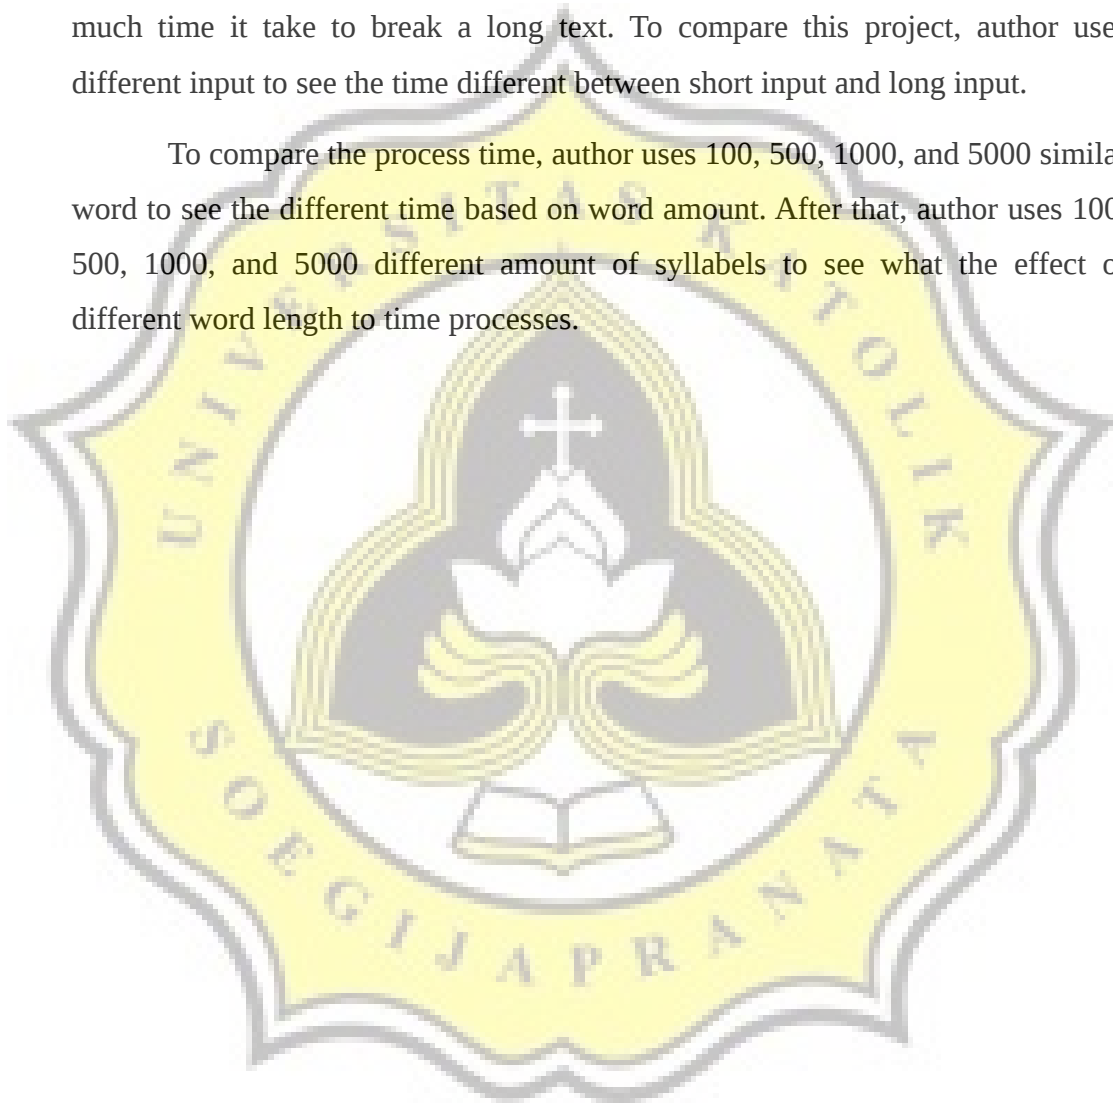 much time it take to break a long text. To compare this project, author use
different input to see the time different between short input and long input.
To compare the process time, author uses 100, 500, 1000, and 5000 simila
word to see the different time based on word amount. After that, author uses 100
500, 1000, and 5000 different amount of syllabels to see what the effect o
different word length to time processes.
UNIVERSITAS KATOLIK
SOEGIJAPRANATA